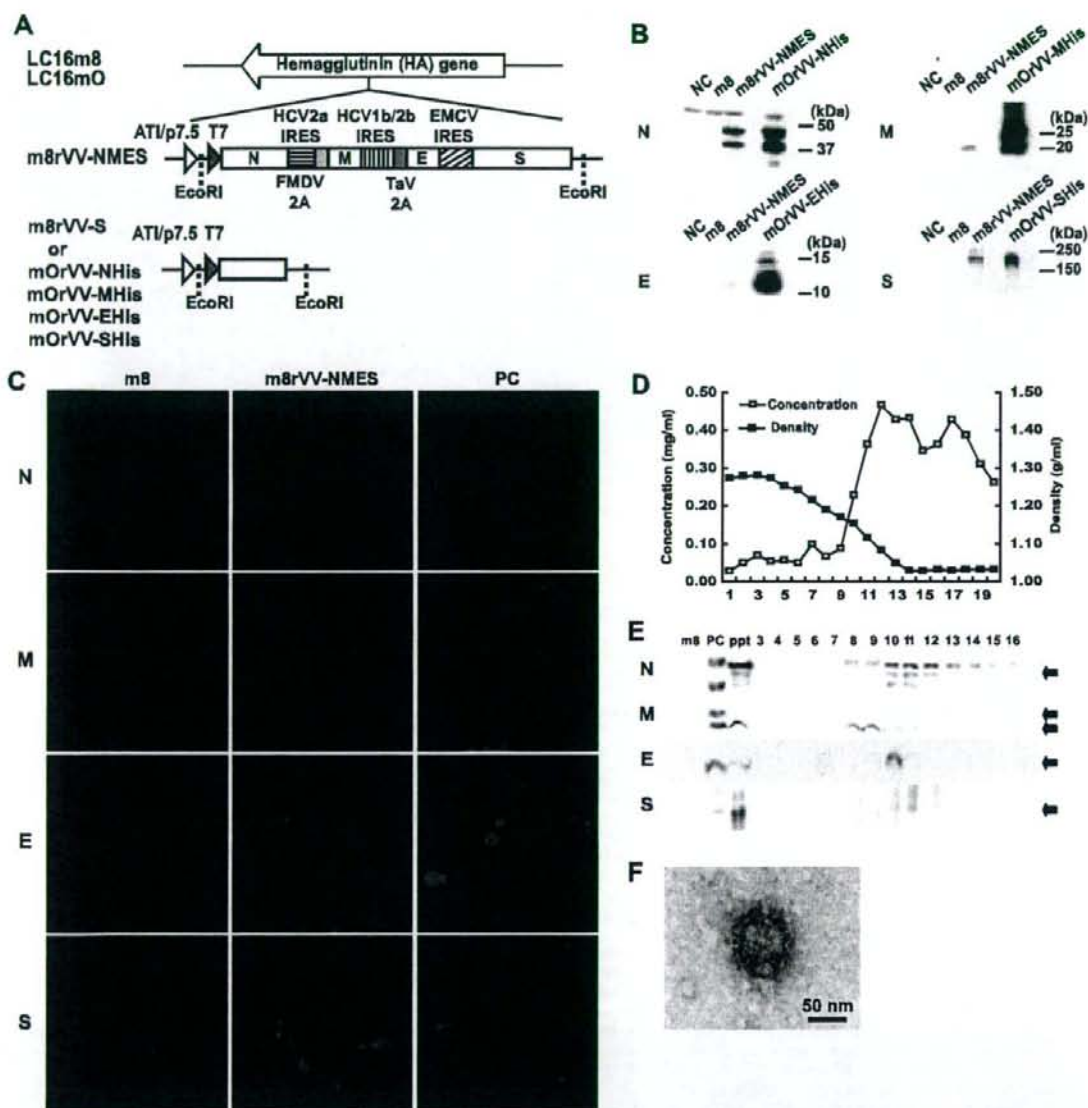 A
LC16m8
LC16mO
Hemagglutinin (HA) gene
HCV2a HCV1b/2b EMCV
IRES IRES IRES
ATI/p7.5 T7
m8rVV-NMES
N M E S
EcoRI FMDV TaV EcoRI
2A 2A
m8rVV-S
or
mOrVV-NHis
mOrVV-MHis
mOrVV-EHis
mOrVV-SHis
ATI/p7.5 T7
EcoRI EcoRI
B
NC m8 m8rVV-NMES mOrVV-NHis
(kDa)
N
50
37
NC m8 m8rVV-NMES mOrVV-MHis
(kDa)
M
25
20
NC m8 m8rVV-NMES mOrVV-EHis
(kDa)
E
15
10
NC m8 m8rVV-NMES mOrVV-SHis
(kDa)
S
250
150
C
m8 m8rVV-NMES PC
N
M
E
S
D
Concentration
Density
Concentration (mg/ml)
0.50
0.40
0.30
0.20
0.10
0.00
Density (g/ml)
1.50
1.40
1.30
1.20
1.10
1.00
1 3 5 7 9 11 13 15 17 19
E
m8 PC ppt 3 4 5 6 7 8 9 10 11 12 13 14 15 16
N
M
E
S
F
50 nm